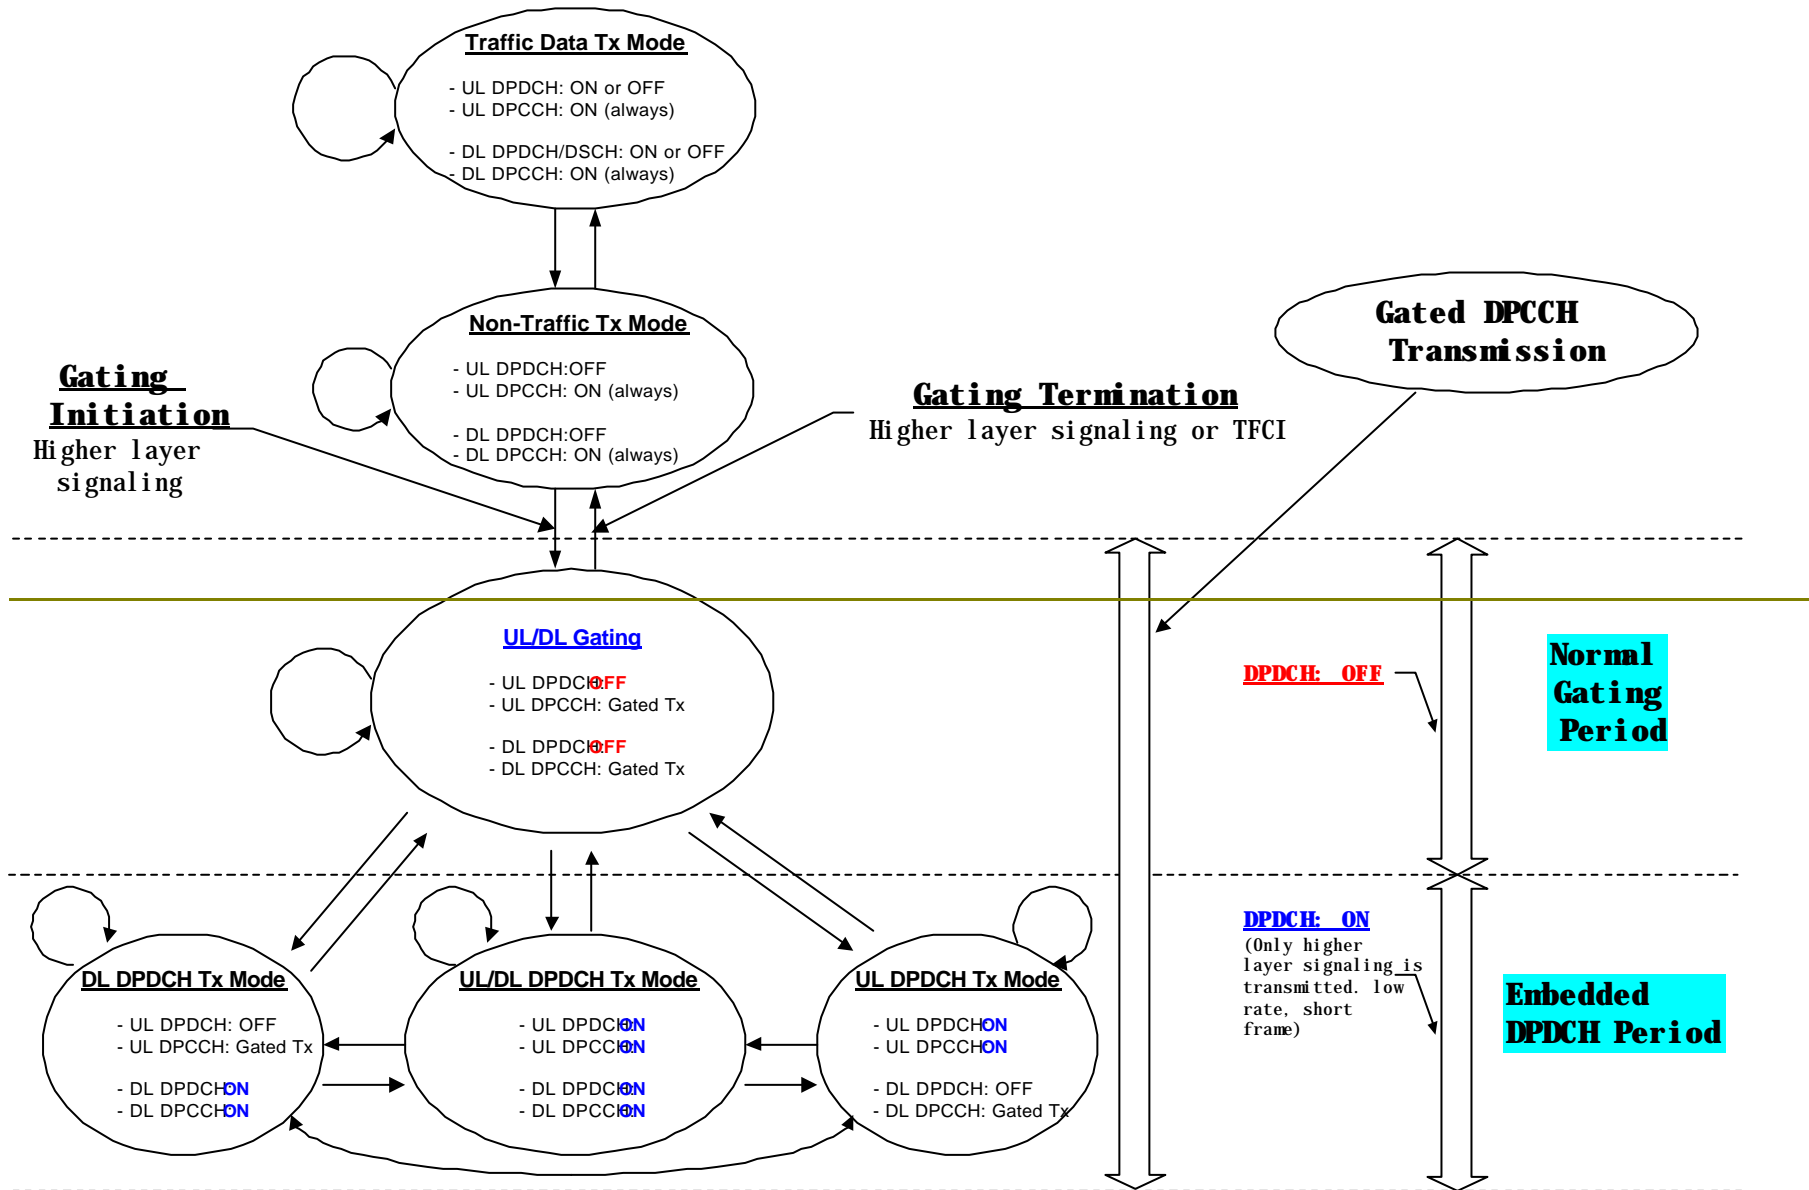 Traffic Data Tx Mode
- UL DPDCH: ON or OFF
- UL DPCCH: ON (always)
- DL DPDCH/DSCH: ON or OFF
- DL DPCCH: ON (always)
Non-Traffic Tx Mode
- UL DPDCH:OFF
- UL DPCCH: ON (always)
- DL DPDCH:OFF
- DL DPCCH: ON (always)
Gating
Initiation
Higher layer
signaling
Gating Termination
Higher layer signaling or TFCI
Gated DPCCH
Transmission
UL/DL Gating
- UL DPDCH:OFF
- UL DPCCH: Gated Tx
- DL DPDCH:OFF
- DL DPCCH: Gated Tx
DPDCH: OFF
Normal
Gating
Period
DL DPDCH Tx Mode
- UL DPDCH: OFF
- UL DPCCH: Gated Tx
- DL DPDCH:ON
- DL DPCCH:ON
UL/DL DPDCH Tx Mode
- UL DPDCH:ON
- UL DPCCH:ON
- DL DPDCH:ON
- DL DPCCH:ON
UL DPDCH Tx Mode
- UL DPDCH:ON
- UL DPCCH:ON
- DL DPDCH: OFF
- DL DPCCH: Gated Tx
DPDCH: ON
(Only higher
layer signaling is
transmitted. low
rate, short
frame)
Embedded
DPDCH Period